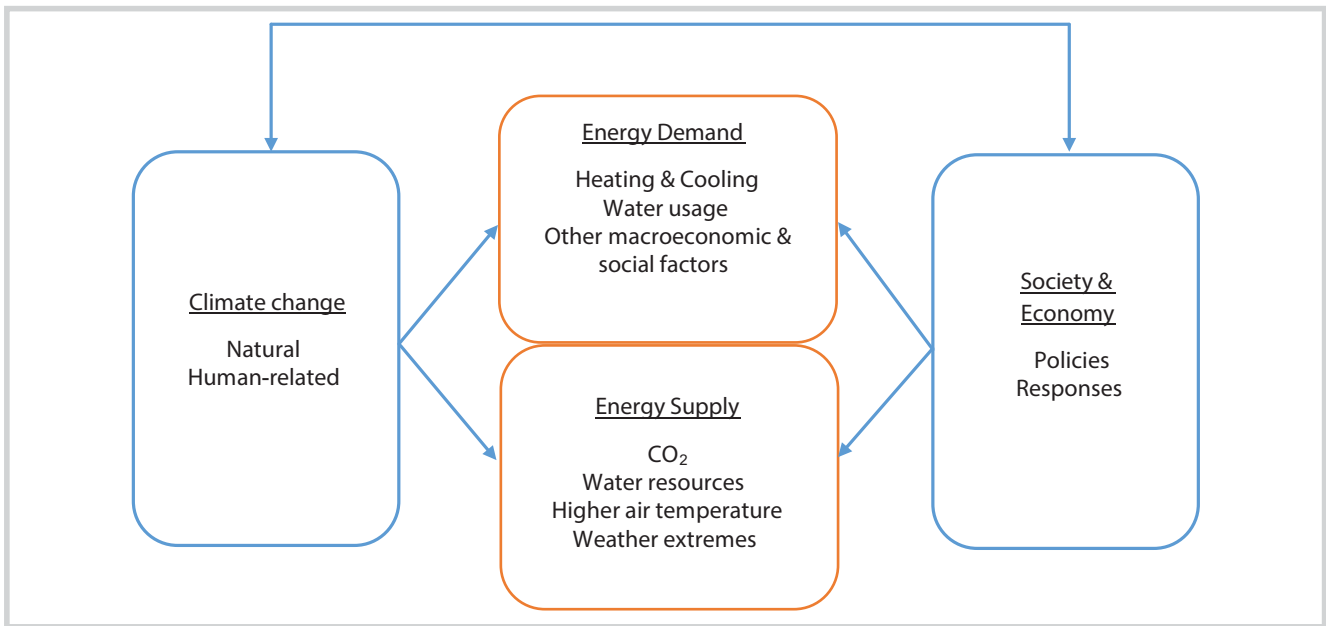 Climate change
Natural
Human-related
Energy Demand
Heating & Cooling
Water usage
Other macroeconomic &
social factors
Energy Supply
CO₂
Water resources
Higher air temperature
Weather extremes
Society &
Economy
Policies
Responses